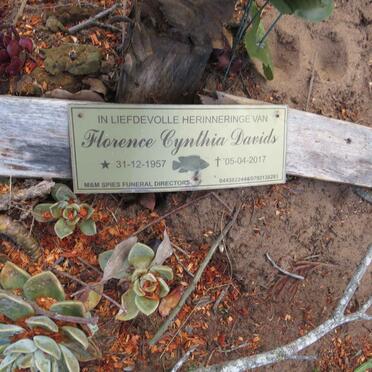 IN LIEFDEVOLLE HERINNERINGE VAN
Florence Cynthia Davids
★ 31-12-1957 ✝ 05-04-2017
M&M SPIES FUNERAL DIRECTORS